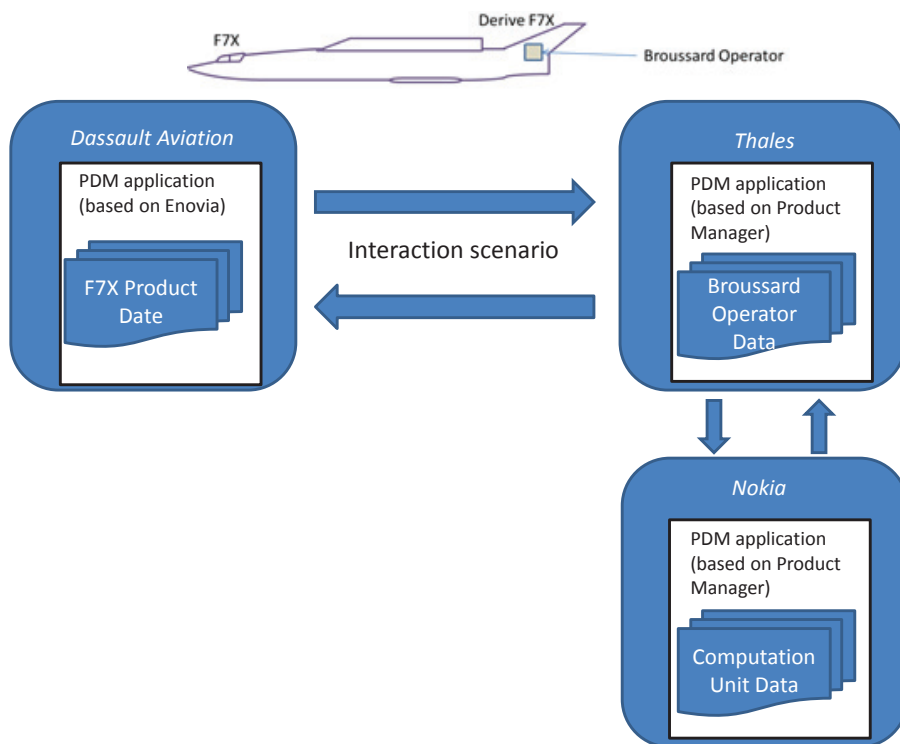 Derive F7X
F7X
Broussard Operator
Dassault Aviation
PDM application
(based on Enovia)
F7X Product
Date
Interaction scenario
Thales
PDM application
(based on Product
Manager)
Broussard
Operator
Data
Nokia
PDM application
(based on Product
Manager)
Computation
Unit Data